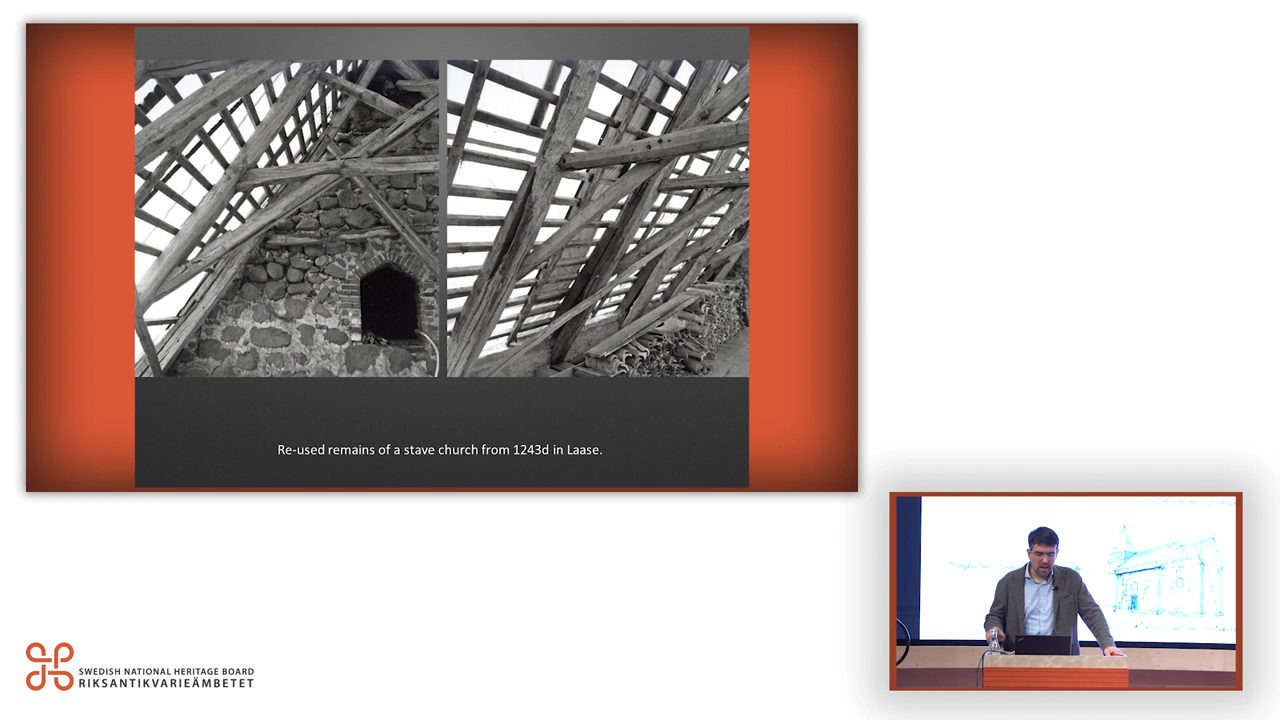 Re-used remains of a stave church from 1243d in Laase.
SWEDISH NATIONAL HERITAGE BOARD
RIKSANTIKVARIEÄMBETET